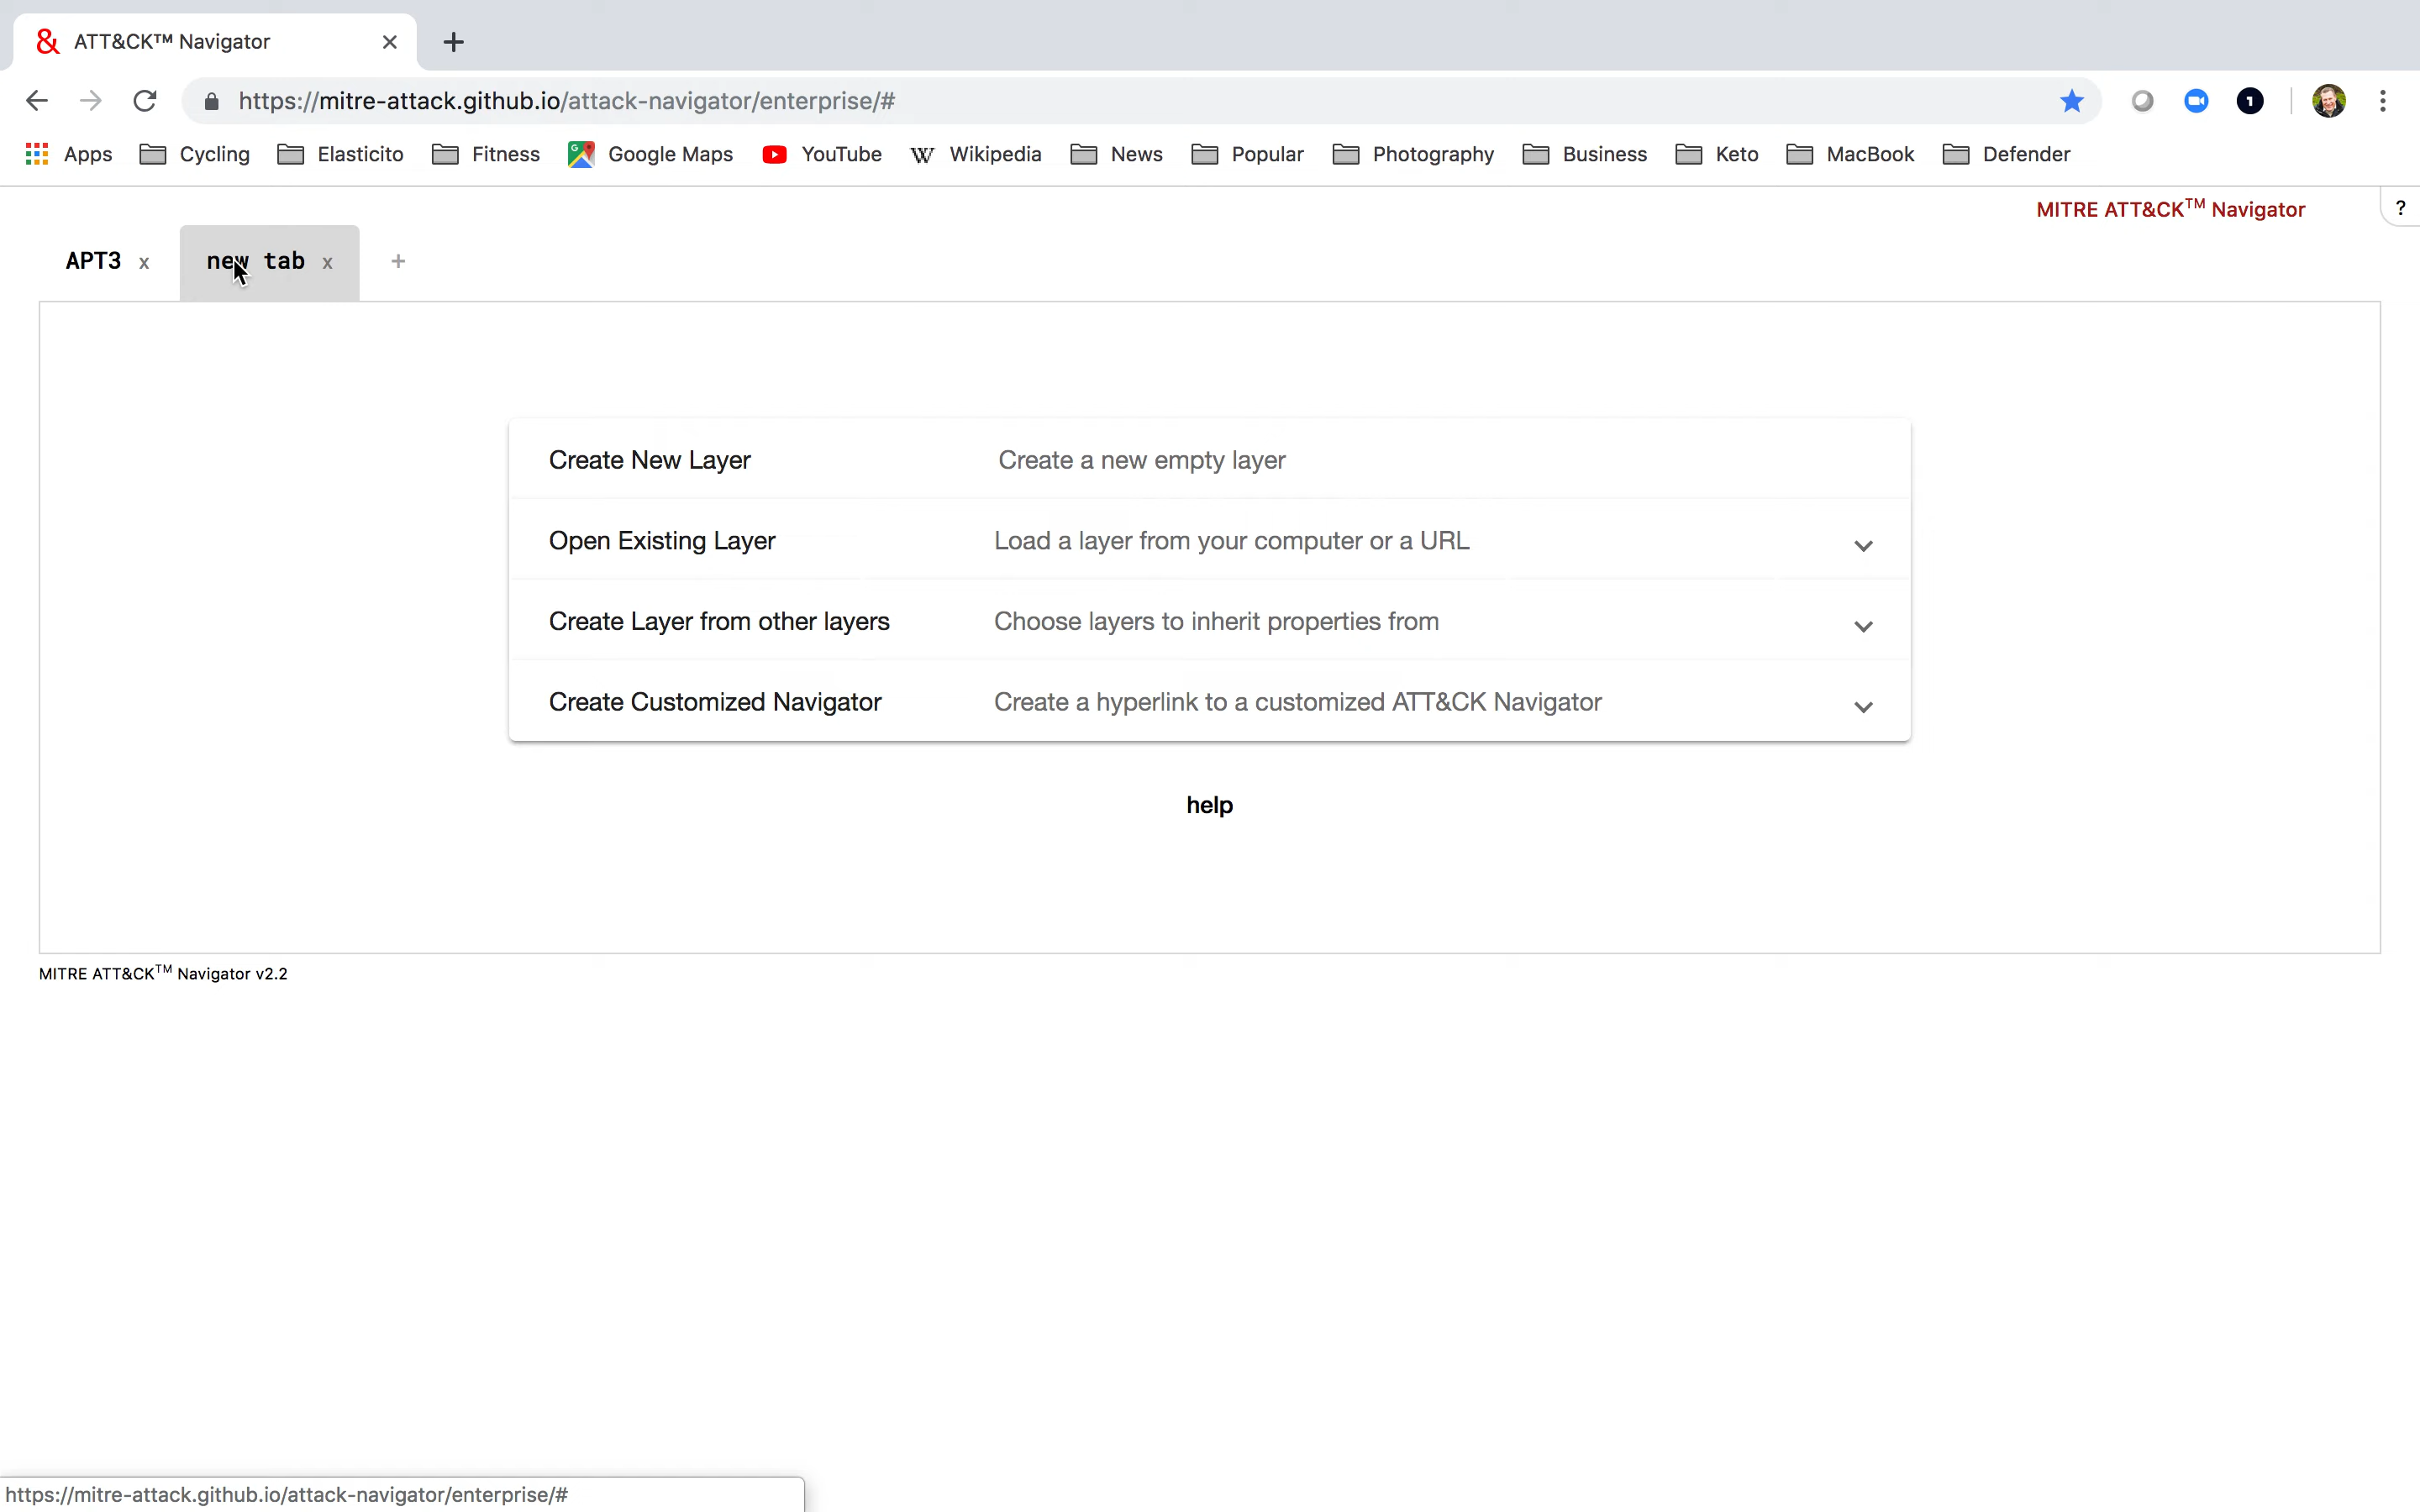 ATT&CK™ Navigator
https://mitre-attack.github.io/attack-navigator/enterprise/#
Apps Cycling Elasticito Fitness Google Maps YouTube Wikipedia News Popular Photography Business Keto MacBook Defender
MITRE ATT&CK™ Navigator ?
APT3 x new tab x +
Create New Layer Create a new empty layer
Open Existing Layer Load a layer from your computer or a URL
Create Layer from other layers Choose layers to inherit properties from
Create Customized Navigator Create a hyperlink to a customized ATT&CK Navigator
help
MITRE ATT&CK™ Navigator v2.2
https://mitre-attack.github.io/attack-navigator/enterprise/#